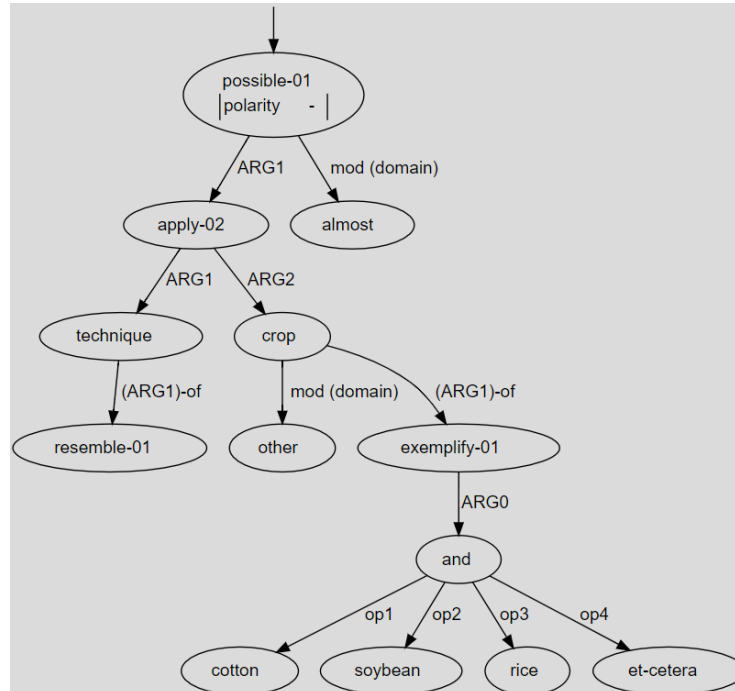 possible-01
polarity -
ARG1 mod (domain)
apply-02 almost
ARG1 ARG2
technique crop
(ARG1)-of mod (domain) (ARG1)-of
resemble-01 other exemplify-01
ARG0
and
op1 op2 op3 op4
cotton soybean rice et-cetera